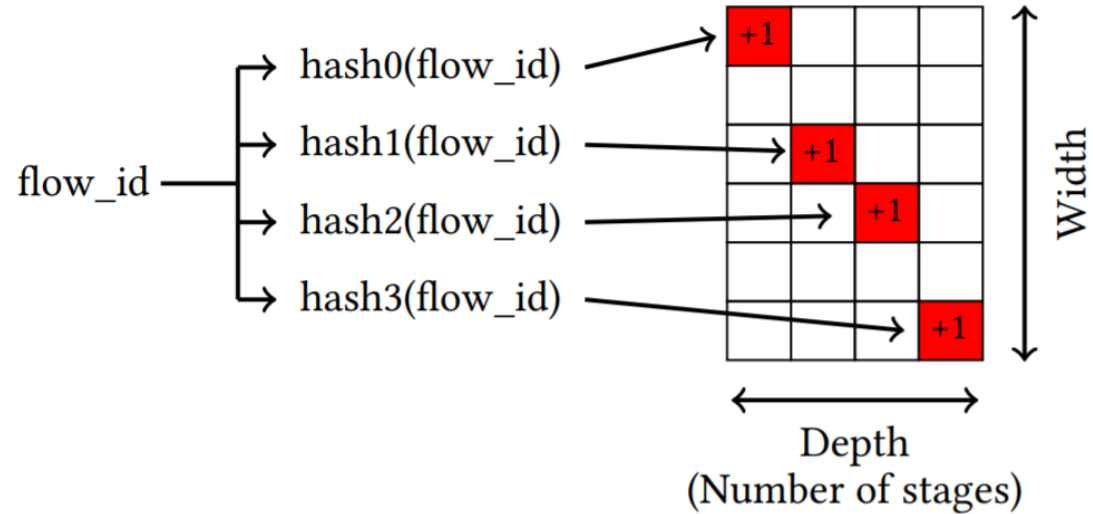 flow_id
hash0(flow_id)
hash1(flow_id)
hash2(flow_id)
hash3(flow_id)
+1
+1
+1
+1
Width
Depth
(Number of stages)